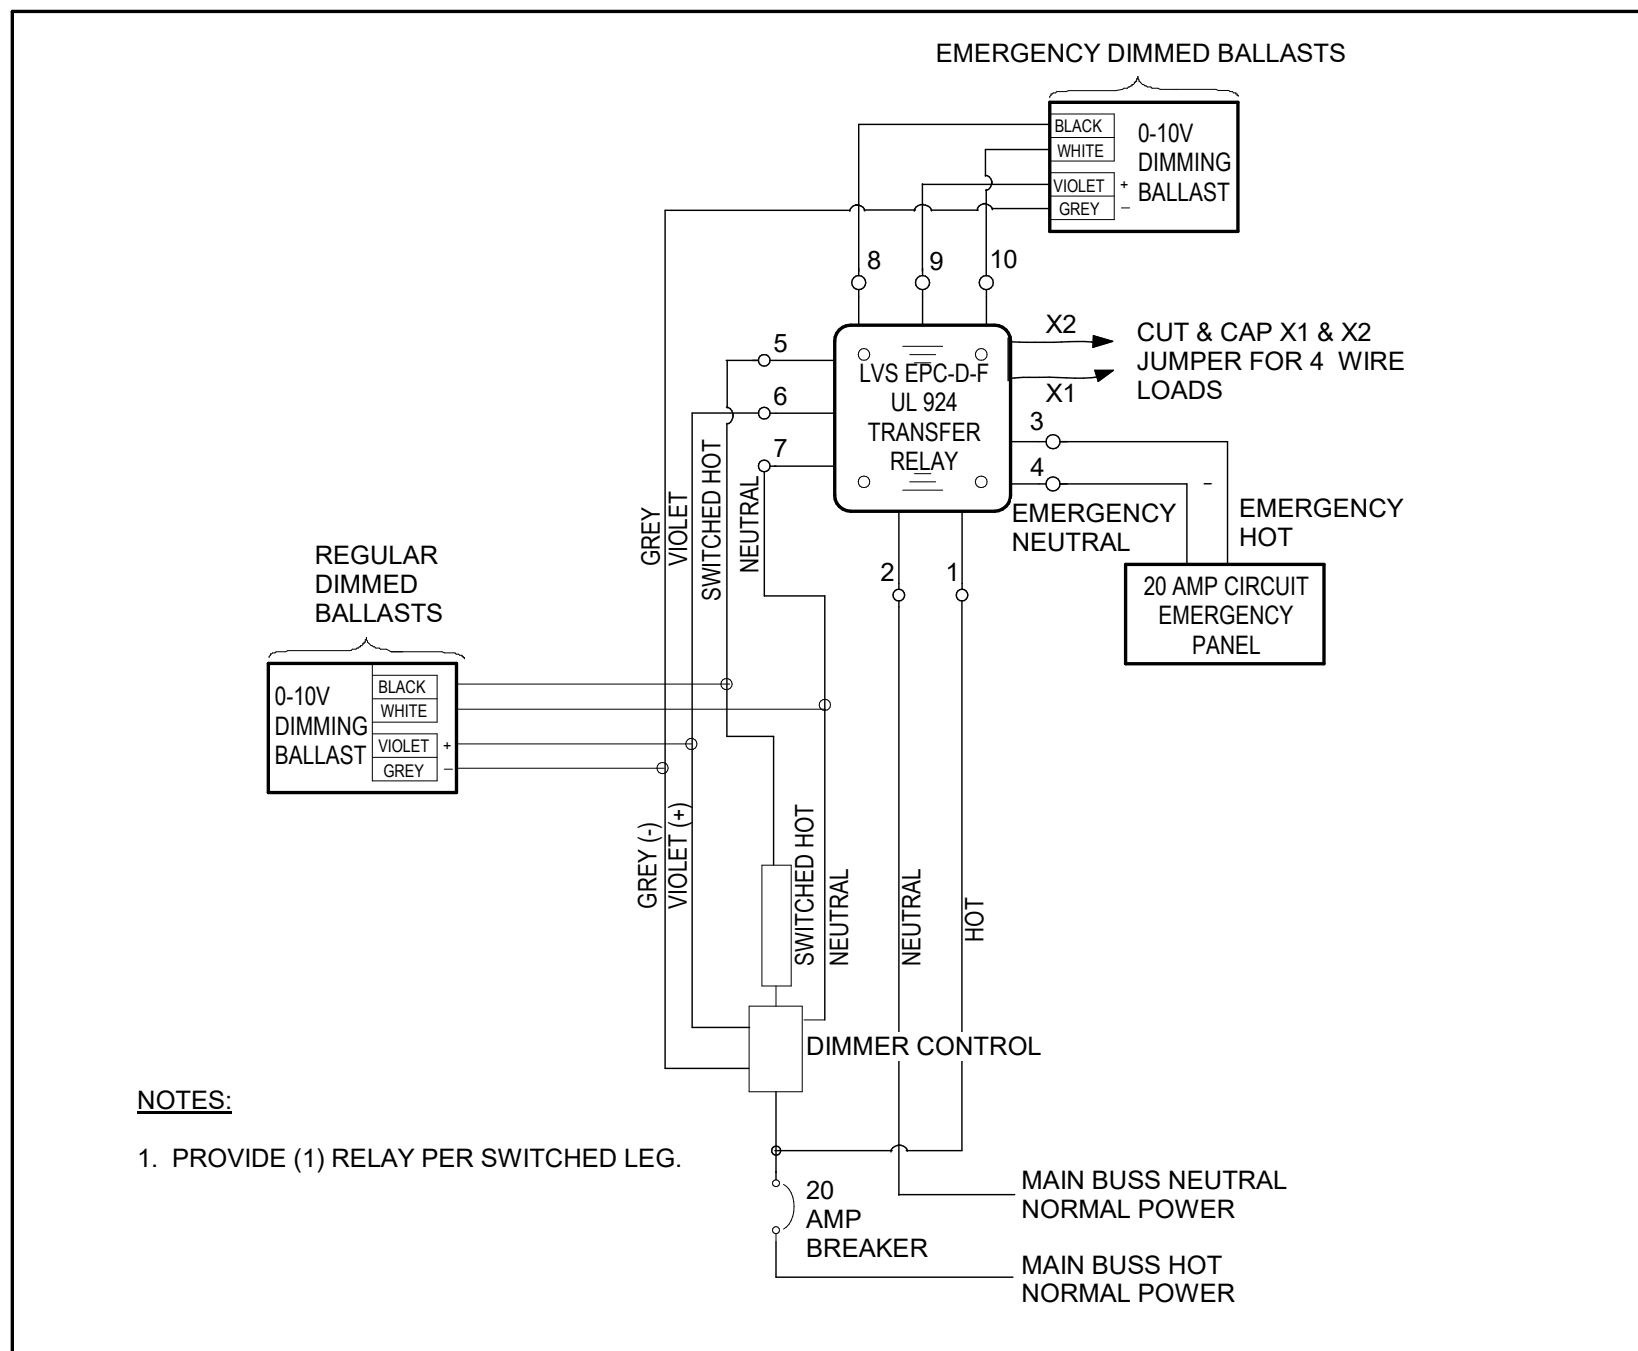 EMERGENCY DIMMED BALLASTS
BLACK
WHITE
VIOLET +
GREY –
0-10V
DIMMING
BALLAST
8
9
10
5
6
7
X2
X1
CUT & CAP X1 & X2
JUMPER FOR 4 WIRE
LOADS
LVS EPC-D-F
UL 924
TRANSFER
RELAY
3
4
–
EMERGENCY
NEUTRAL
EMERGENCY
HOT
20 AMP CIRCUIT
EMERGENCY
PANEL
2
1
GREY
VIOLET
SWITCHED HOT
NEUTRAL
REGULAR
DIMMED
BALLASTS
0-10V
DIMMING
BALLAST
BLACK
WHITE
VIOLET +
GREY –
GREY (-)
VIOLET (+)
SWITCHED HOT
NEUTRAL
NEUTRAL
HOT
DIMMER CONTROL
NOTES:
1. PROVIDE (1) RELAY PER SWITCHED LEG.
20
AMP
BREAKER
MAIN BUSS NEUTRAL
NORMAL POWER
MAIN BUSS HOT
NORMAL POWER